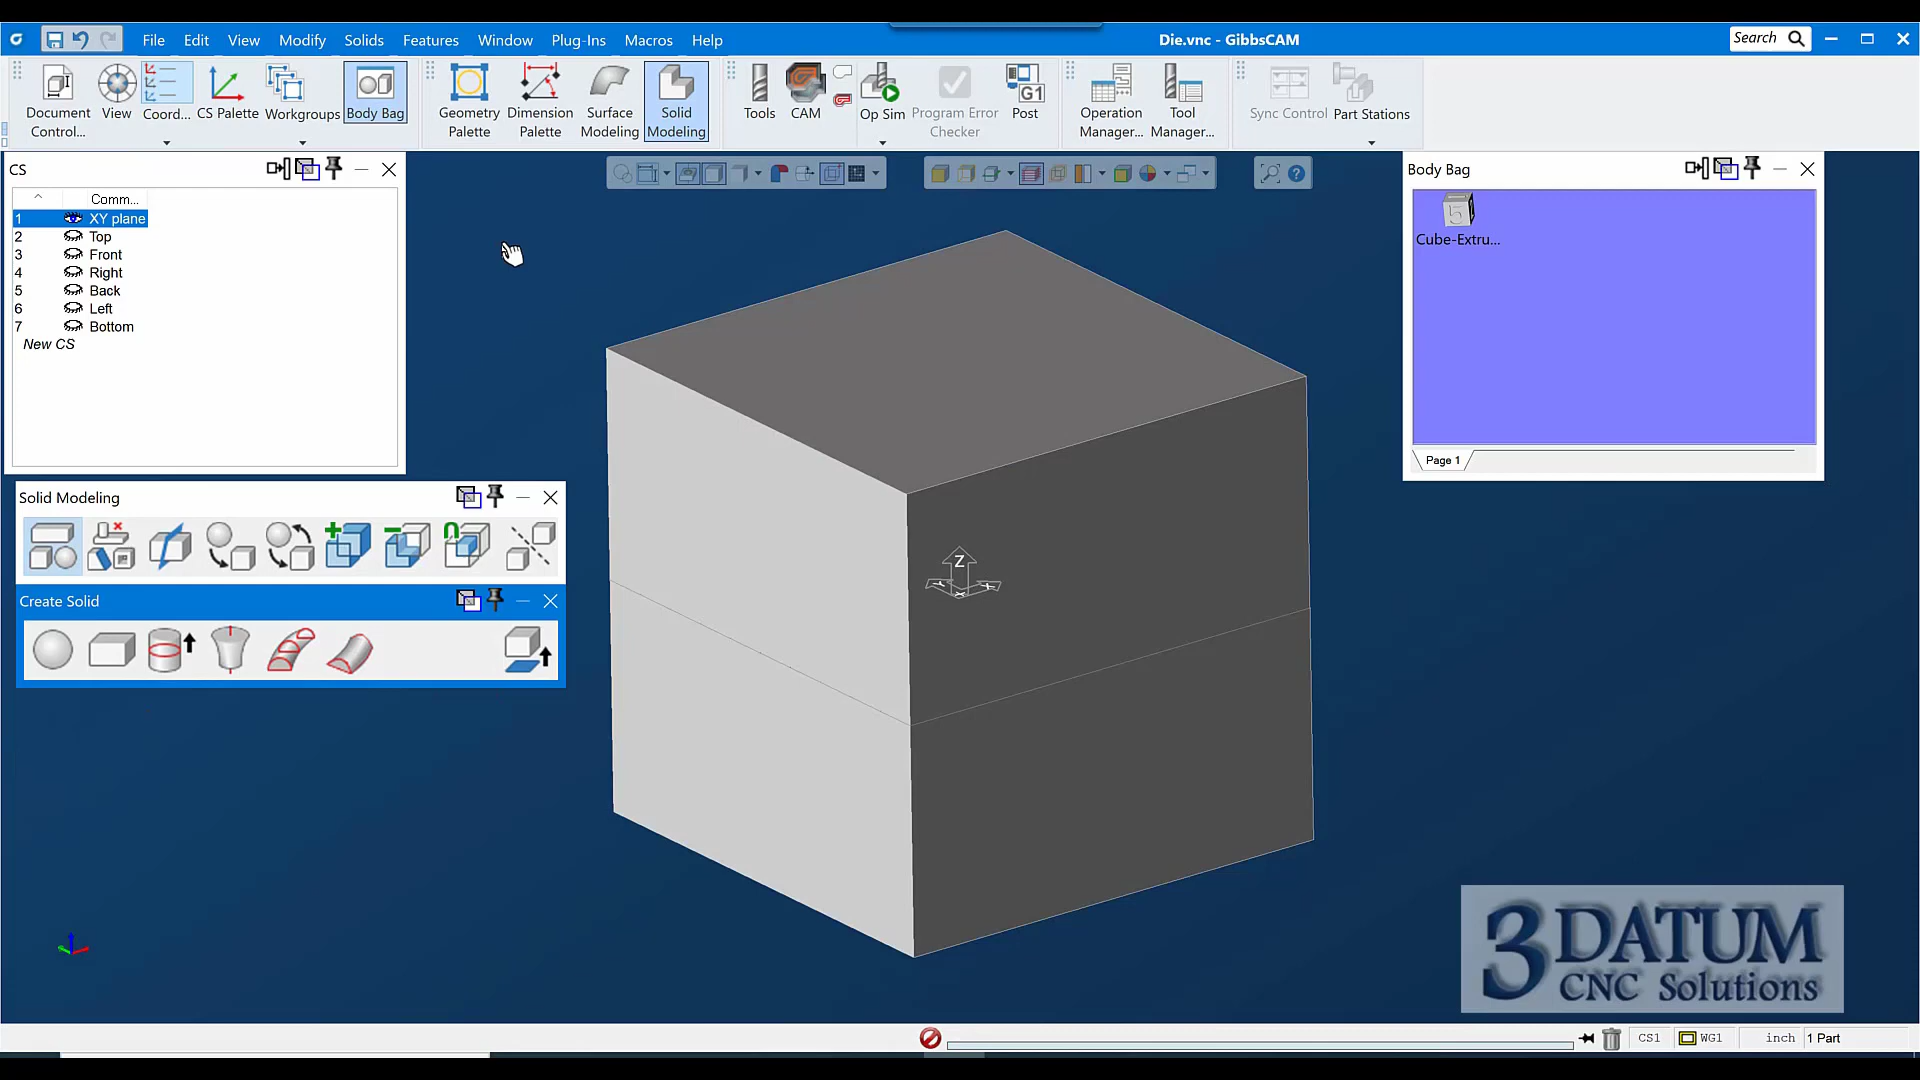 File Edit View Modify Solids Features Window Plug-Ins Macros Help
Die.vnc - GibbsCAM
Search
Document Control...
View
Coord...
CS Palette
Workgroups
Body Bag
Geometry Palette
Dimension Palette
Surface Modeling
Solid Modeling
Tools
CAM
Op Sim
Program Error Checker
G1
Post
Operation Manager...
Tool Manager...
Sync Control
Part Stations
CS
Comm...
1 XY plane
2 Top
3 Front
4 Right
5 Back
6 Left
7 Bottom
New CS
Solid Modeling
Create Solid
Body Bag
5
Cube-Extru...
Page 1
Z
3DATUM
CNC Solutions
CS1
WG1
inch
1 Part